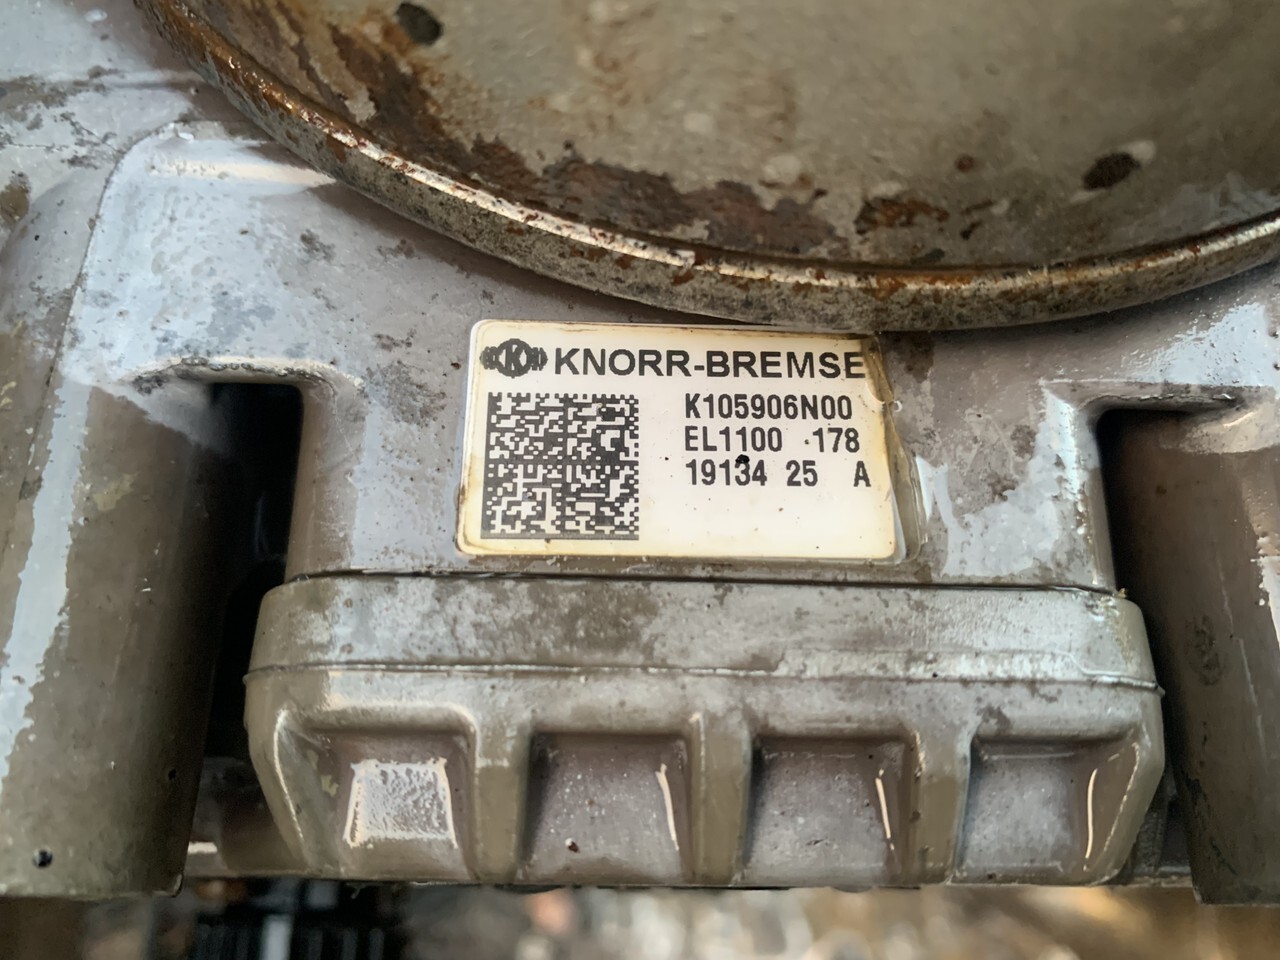 K KNORR-BREMSE
K105906N00
EL1100 178
19134 25 A